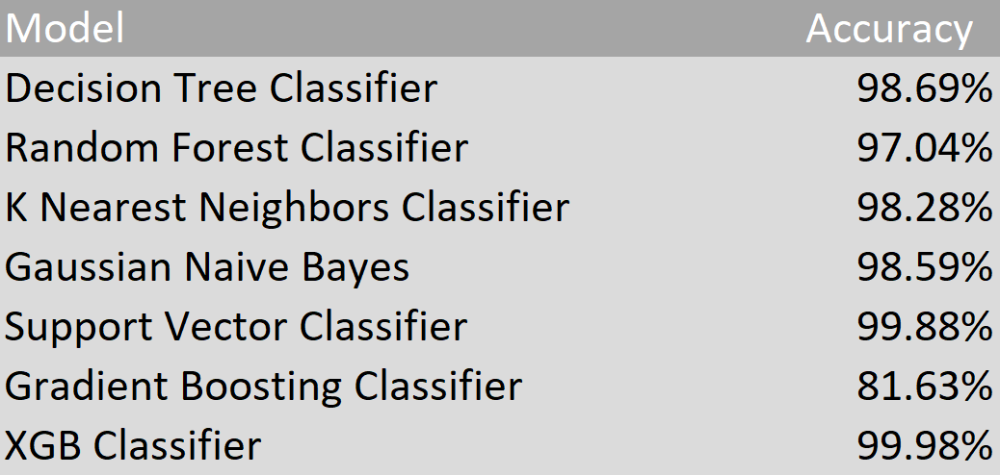 Model Accuracy
Decision Tree Classifier 98.69%
Random Forest Classifier 97.04%
K Nearest Neighbors Classifier 98.28%
Gaussian Naive Bayes 98.59%
Support Vector Classifier 99.88%
Gradient Boosting Classifier 81.63%
XGB Classifier 99.98%